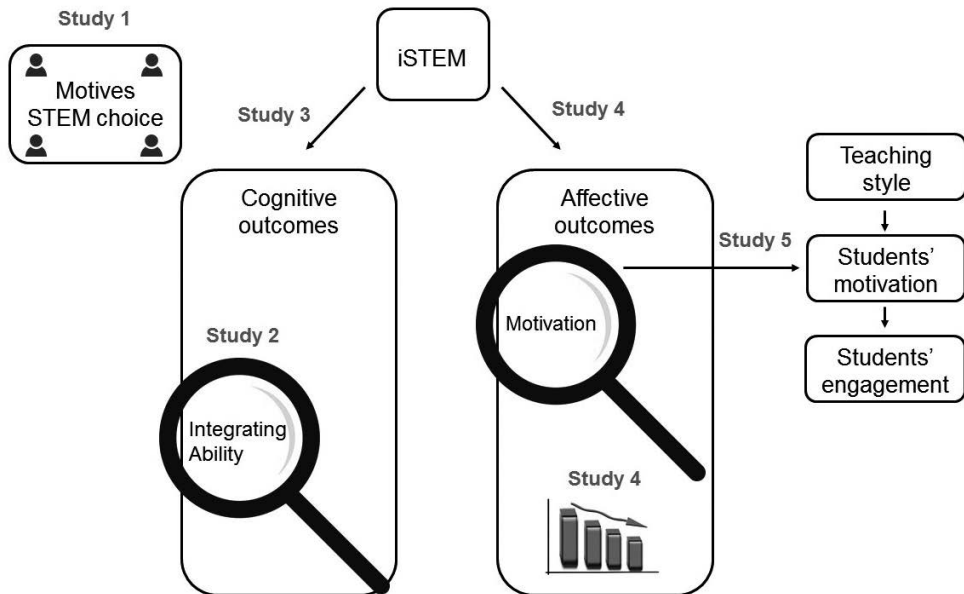 Study 1
Motives
STEM choice
iSTEM
Study 3
Study 4
Cognitive
outcomes
Affective
outcomes
Study 2
Integrating
Ability
Motivation
Study 4
Study 5
Teaching
style
Students'
motivation
Students'
engagement